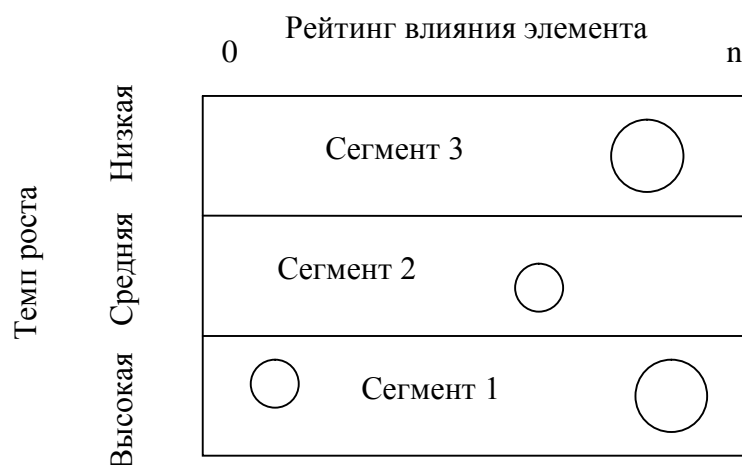 Рейтинг влияния элемента
0 n
Темп роста
Низкая
Сегмент 3
Средняя
Сегмент 2
Высокая
Сегмент 1